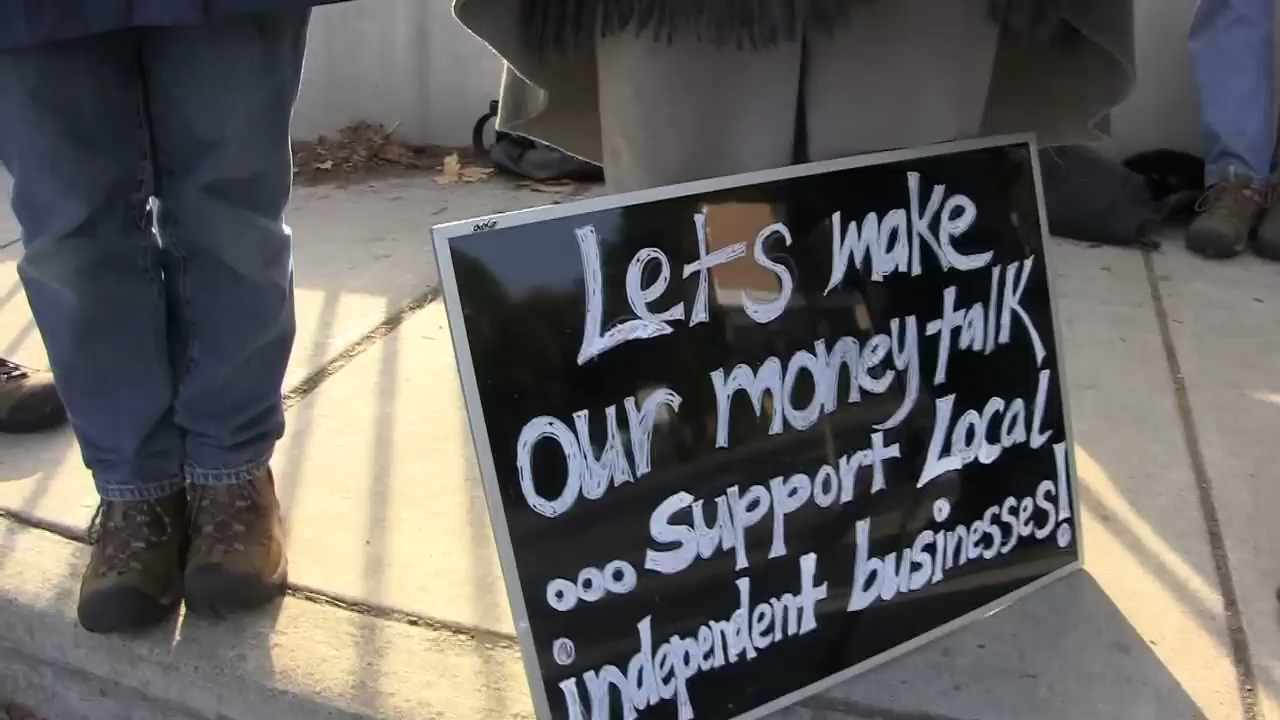 Lets make
our money talk
... support Local
independent businesses!